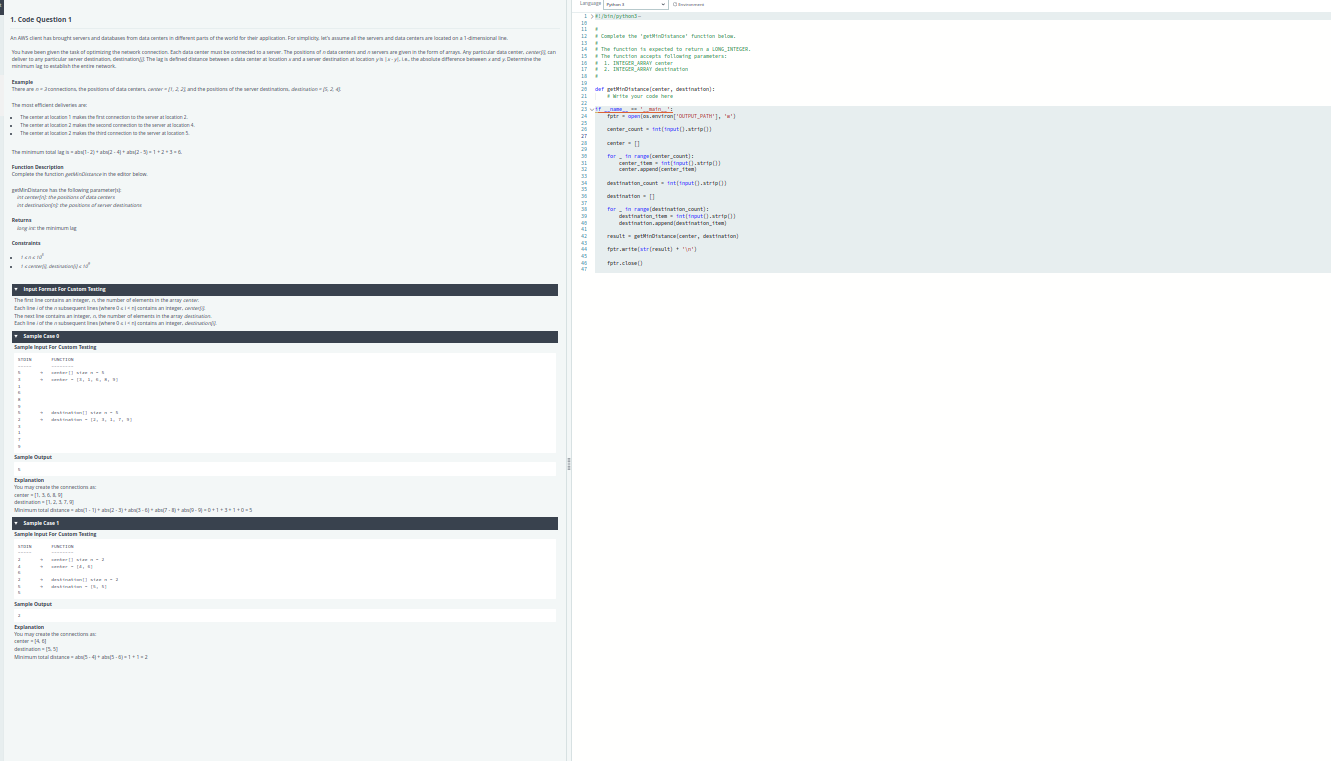 1. Code Question 1
An AWS client has brought servers and databases from data centers in different parts of the world for their application. For simplicity, let's assume all the servers and data centers are located on a 1-dimensional line.
You have been given the task of optimizing the network connection. Each data center must be connected to a server. The positions of n data centers and n servers are given in the form of arrays. Any particular data center, center[i], can
deliver to any particular server destination, destination[j]. The lag is defined distance between a data center at location x and a server destination at location y is |x - y|, i.e., the absolute difference between x and y. Determine the
minimum lag to establish the entire network.
Example
There are n = 3 connections, the positions of data centers, center = [1, 2, 2], and the positions of the server destinations, destination = [5, 2, 4].
The most efficient deliveries are:
• The center at location 1 makes the first connection to the server at location 2.
• The center at location 2 makes the second connection to the server at location 4.
• The center at location 2 makes the third connection to the server at location 5.
The minimum total lag is = abs(1- 2) + abs(2 - 4) + abs(2 - 5) = 1 + 2 + 3 = 6.
Function Description
Complete the function getMinDistance in the editor below.
getMinDistance has the following parameter(s):
int center[n]: the positions of data centers
int destination[n]: the positions of server destinations
Returns
long int: the minimum lag
Constraints
• 1 ≤ n ≤ 10
• 1 ≤ center[i], destination[i] ≤ 10
▼ Input Format For Custom Testing
The first line contains an integer, n, the number of elements in the array center.
Each line i of the n subsequent lines (where 0 ≤ i < n) contains an integer, center[i].
The next line contains an integer, n, the number of elements in the array destination.
Each line i of the n subsequent lines (where 0 ≤ i < n) contains an integer, destination[i].
▼ Sample Case 0
Sample Input For Custom Testing
STDIN FUNCTION
----- --------
5 → center[] size n = 5
3 → center = [3, 1, 6, 8, 9]
1
6
8
9
5 → destination[] size n = 5
2 → destination = [2, 3, 1, 7, 9]
3
1
7
9
Sample Output
5
Explanation
You may create the connections as:
center = [1, 3, 6, 8, 9]
destination = [1, 2, 3, 7, 9]
Minimum total distance = abs(1 - 1) + abs(2 - 3) + abs(3 - 6) + abs(7 - 8) + abs(9 - 9) = 0 + 1 + 3 + 1 + 0 = 5
▼ Sample Case 1
Sample Input For Custom Testing
STDIN FUNCTION
----- --------
2 → center[] size n = 2
4 → center = [4, 6]
6
2 → destination[] size n = 2
5 → destination = [5, 5]
5
Sample Output
2
Explanation
You may create the connections as:
center = [4, 6]
destination = [5, 5]
Minimum total distance = abs(5 - 4) + abs(5 - 6) = 1 + 1 = 2
Language Python 3 Environment
1 #!/bin/python3
10
11 #
12 # Complete the 'getMinDistance' function below.
13 #
14 # The function is expected to return a LONG_INTEGER.
15 # The function accepts following parameters:
16 #  1. INTEGER_ARRAY center
17 #  2. INTEGER_ARRAY destination
18 #
19
20 def getMinDistance(center, destination):
21     # Write your code here
22
23 if __name__ == '__main__':
24     fptr = open(os.environ['OUTPUT_PATH'], 'w')
25
26     center_count = int(input().strip())
27
28     center = []
29
30     for _ in range(center_count):
31         center_item = int(input().strip())
32         center.append(center_item)
33
34     destination_count = int(input().strip())
35
36     destination = []
37
38     for _ in range(destination_count):
39         destination_item = int(input().strip())
40         destination.append(destination_item)
41
42     result = getMinDistance(center, destination)
43
44     fptr.write(str(result) + '\n')
45
46     fptr.close()
47